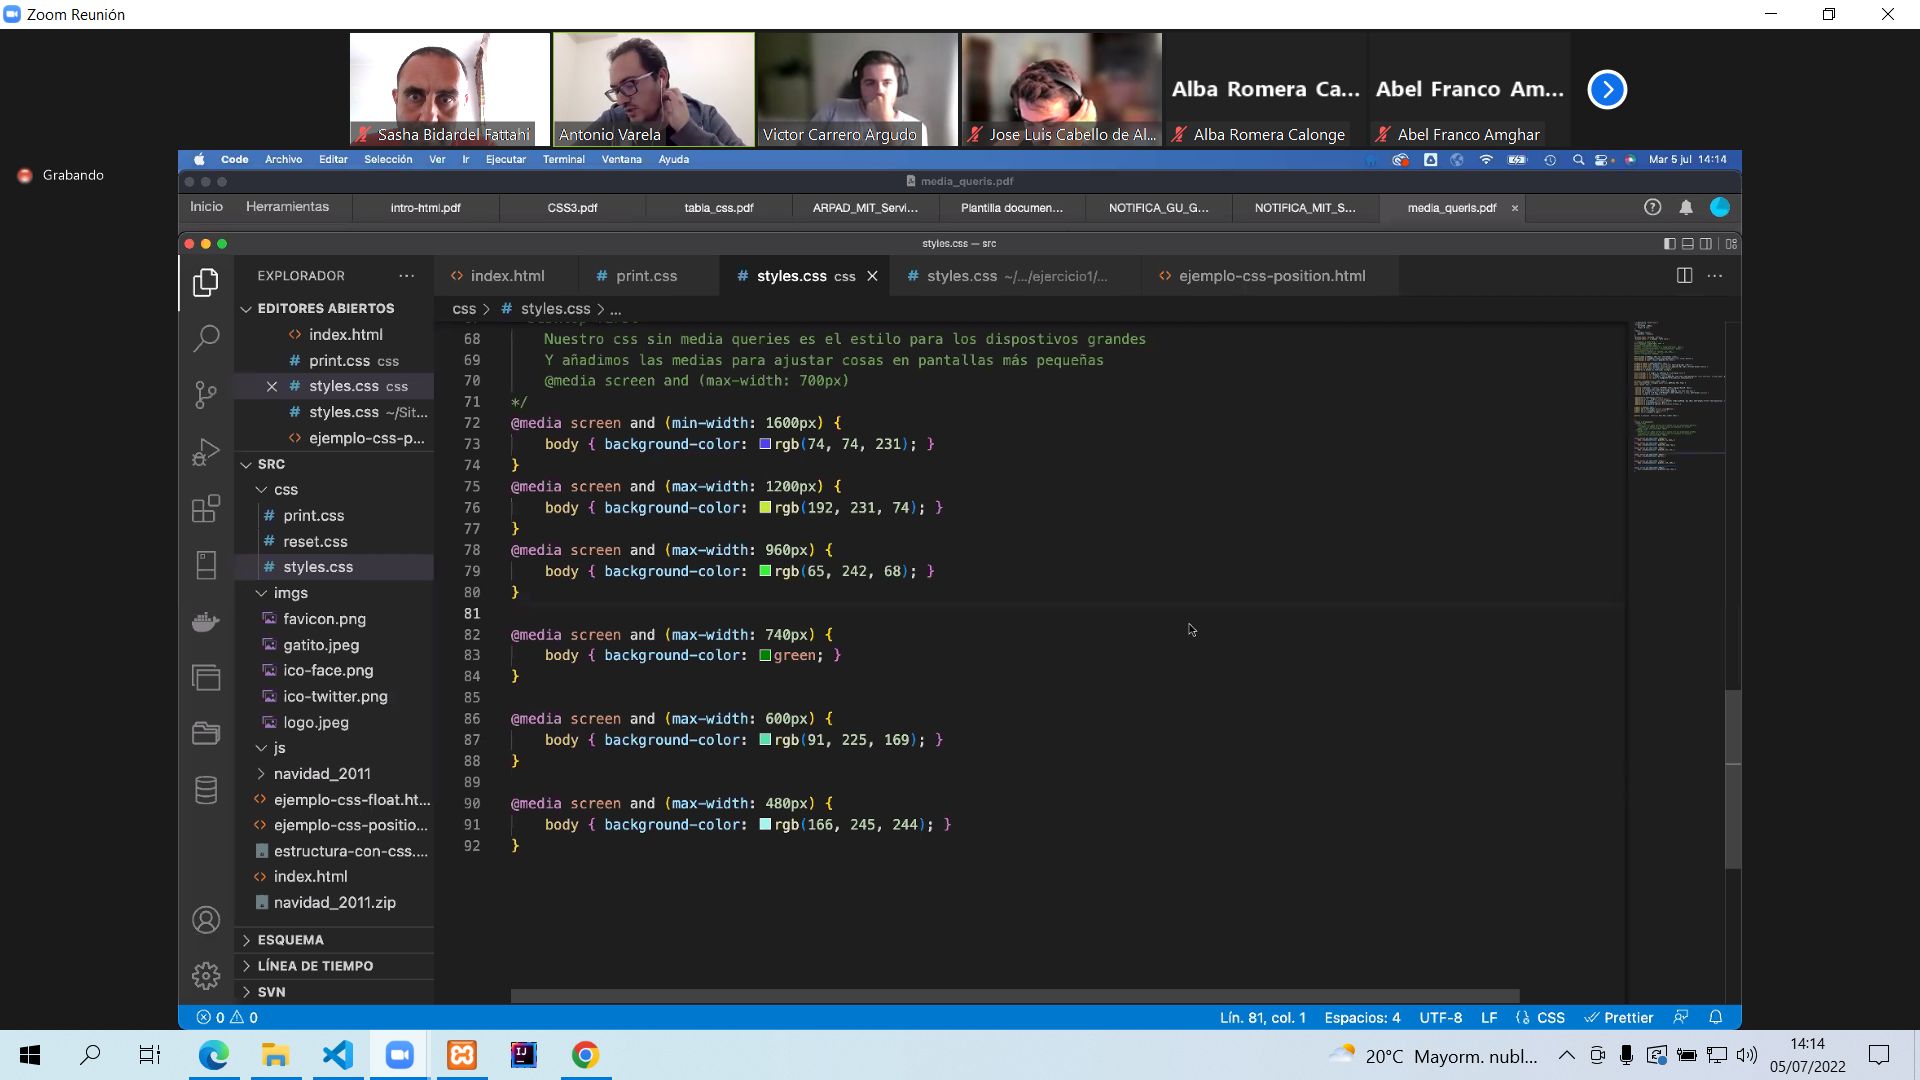 Zoom Reunión
Alba Romera Ca...
Abel Franco Am...
Sasha Bidardel Fattahi
Antonio Varela
Victor Carrero Argudo
Jose Luis Cabello de Al...
Alba Romera Calonge
Abel Franco Amghar
Grabando
Code Archivo Editar Selección Ver Ir Ejecutar Terminal Ventana Ayuda
Mar 5 jul 14:14
media_queris.pdf
Inicio Herramientas intro-html.pdf CSS3.pdf tabla_css.pdf ARPAD_MIT_Servi... Plantilla documen... NOTIFICA_GU_G... NOTIFICA_MIT_S... media_queris.pdf ×
styles.css — src
EXPLORADOR ···
index.html
# print.css
# styles.css css
# styles.css ~/.../ejercicio1/...
ejemplo-css-position.html
EDITORES ABIERTOS
index.html
# print.css css
# styles.css css
# styles.css ~/Sit...
ejemplo-css-p...
SRC
css
# print.css
# reset.css
# styles.css
imgs
favicon.png
gatito.jpeg
ico-face.png
ico-twitter.png
logo.jpeg
js
navidad_2011
ejemplo-css-float.ht...
ejemplo-css-positio...
estructura-con-css....
index.html
navidad_2011.zip
ESQUEMA
LÍNEA DE TIEMPO
SVN
css > # styles.css > ...
68 Nuestro css sin media queries es el estilo para los dispostivos grandes
69 Y añadimos las medias para ajustar cosas en pantallas más pequeñas
70 @media screen and (max-width: 700px)
71 */
72 @media screen and (min-width: 1600px) {
73 body { background-color: rgb(74, 74, 231); }
74 }
75 @media screen and (max-width: 1200px) {
76 body { background-color: rgb(192, 231, 74); }
77 }
78 @media screen and (max-width: 960px) {
79 body { background-color: rgb(65, 242, 68); }
80 }
81
82 @media screen and (max-width: 740px) {
83 body { background-color: green; }
84 }
85
86 @media screen and (max-width: 600px) {
87 body { background-color: rgb(91, 225, 169); }
88 }
89
90 @media screen and (max-width: 480px) {
91 body { background-color: rgb(166, 245, 244); }
92 }
0 0
Lín. 81, col. 1 Espacios: 4 UTF-8 LF {} CSS Prettier
20°C Mayorm. nubl...
14:14
05/07/2022